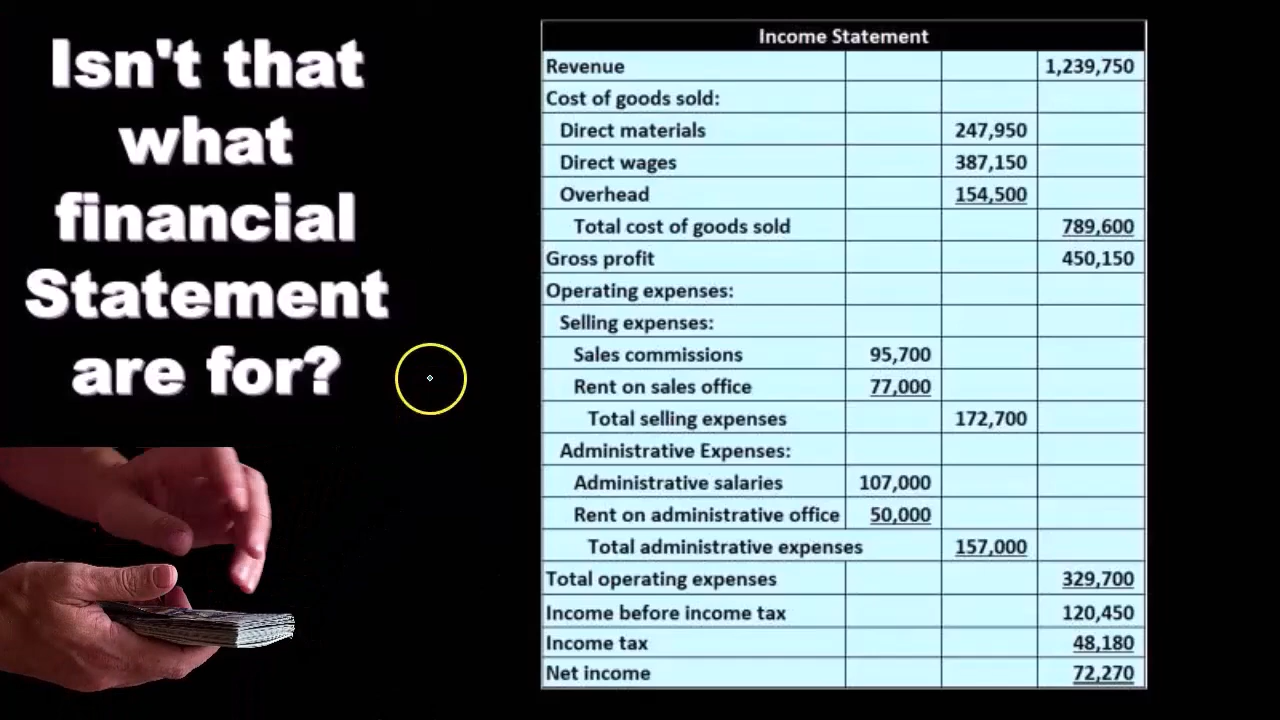 Isn't that
what
financial
Statement
are for?
Income Statement
Revenue 1,239,750
Cost of goods sold:
Direct materials 247,950
Direct wages 387,150
Overhead 154,500
Total cost of goods sold 789,600
Gross profit 450,150
Operating expenses:
Selling expenses:
Sales commissions 95,700
Rent on sales office 77,000
Total selling expenses 172,700
Administrative Expenses:
Administrative salaries 107,000
Rent on administrative office 50,000
Total administrative expenses 157,000
Total operating expenses 329,700
Income before income tax 120,450
Income tax 48,180
Net income 72,270